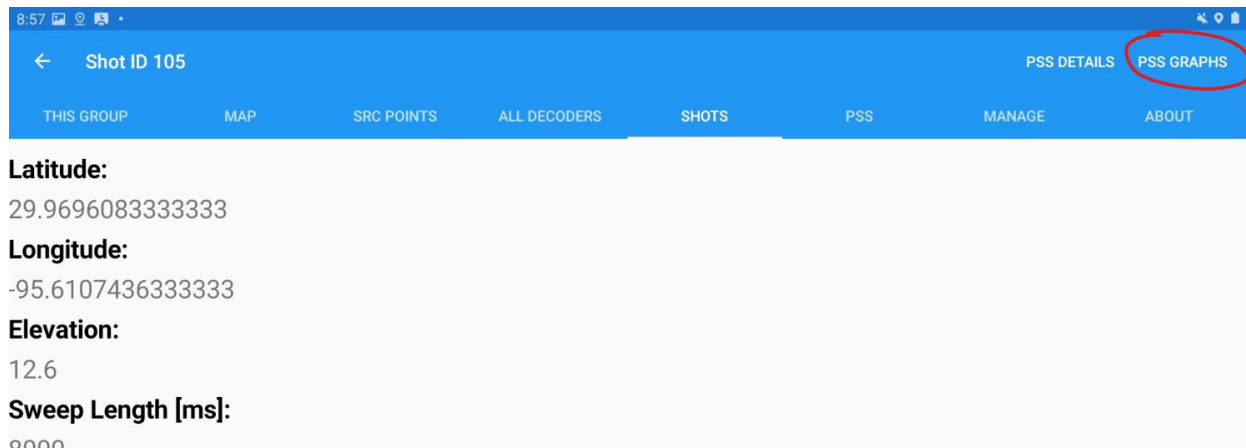 8:57
Shot ID 105
PSS DETAILS PSS GRAPHS
THIS GROUP MAP SRC POINTS ALL DECODERS SHOTS PSS MANAGE ABOUT
Latitude:
29.9696083333333
Longitude:
-95.6107436333333
Elevation:
12.6
Sweep Length [ms]: